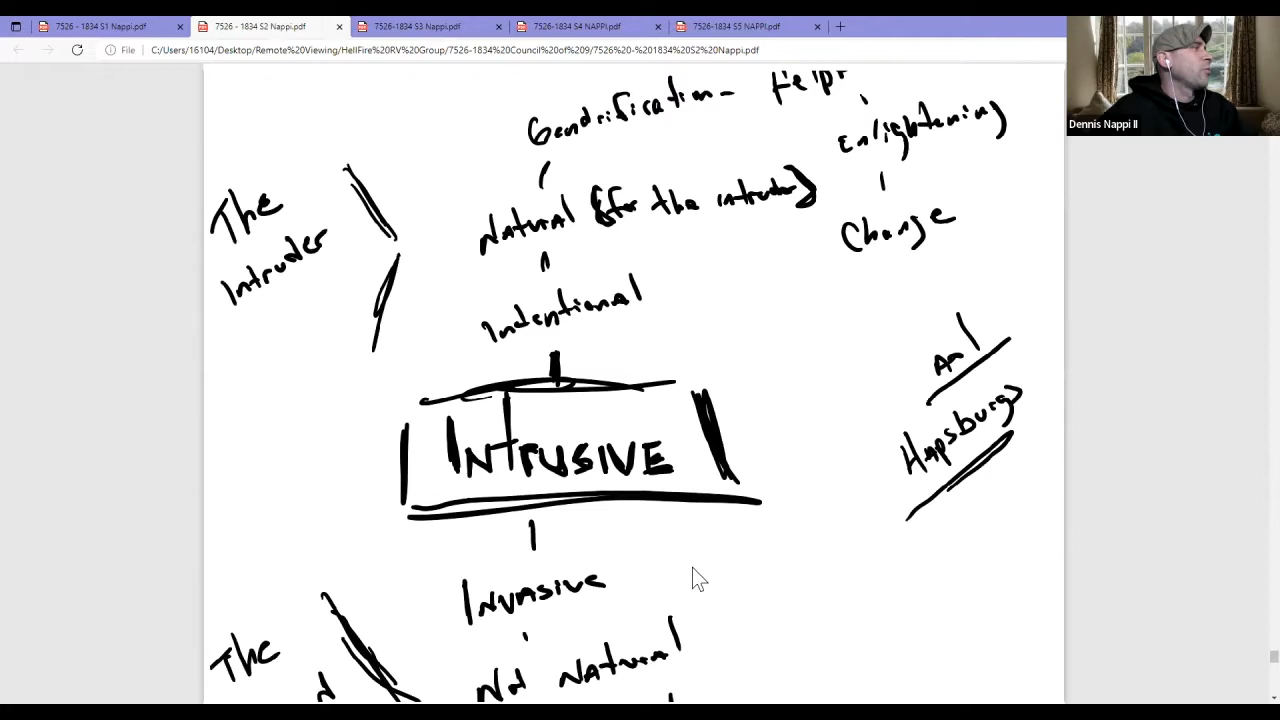 7526 - 1834 S1 Nappi.pdf
7526 - 1834 S2 Nappi.pdf
7526-1834 S3 Nappi.pdf
7526-1834 S4 NAPPI.pdf
7526-1834 S5 NAPPI.pdf
File C:/Users/16104/Desktop/Remote%20Viewing/HellFire%20RV%20Group/7526-1834%20Council%20of%209/7526%20-%201834%20S2%20Nappi.pdf
Dennis Nappi II
Gendrification - Help
Enlightening
Change
The
Intruder
Natural (for the intruder)
Indentional
AOL
Hapsburg
INTRUSIVE
INVASIVE
Not Natural
The